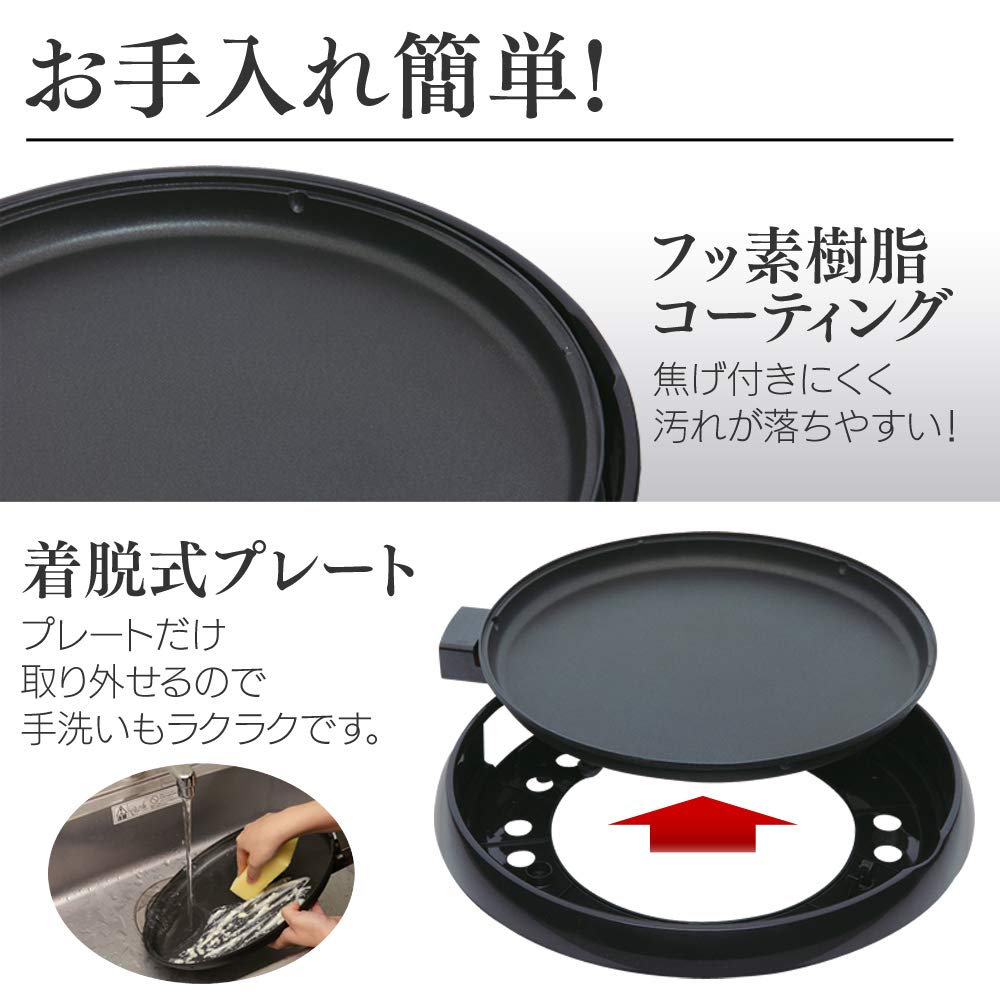 お手入れ簡単!
フッ素樹脂
コーティング
焦げ付きにくく
汚れが落ちやすい!
着脱式プレート
プレートだけ
取り外せるので
手洗いもラクラクです。